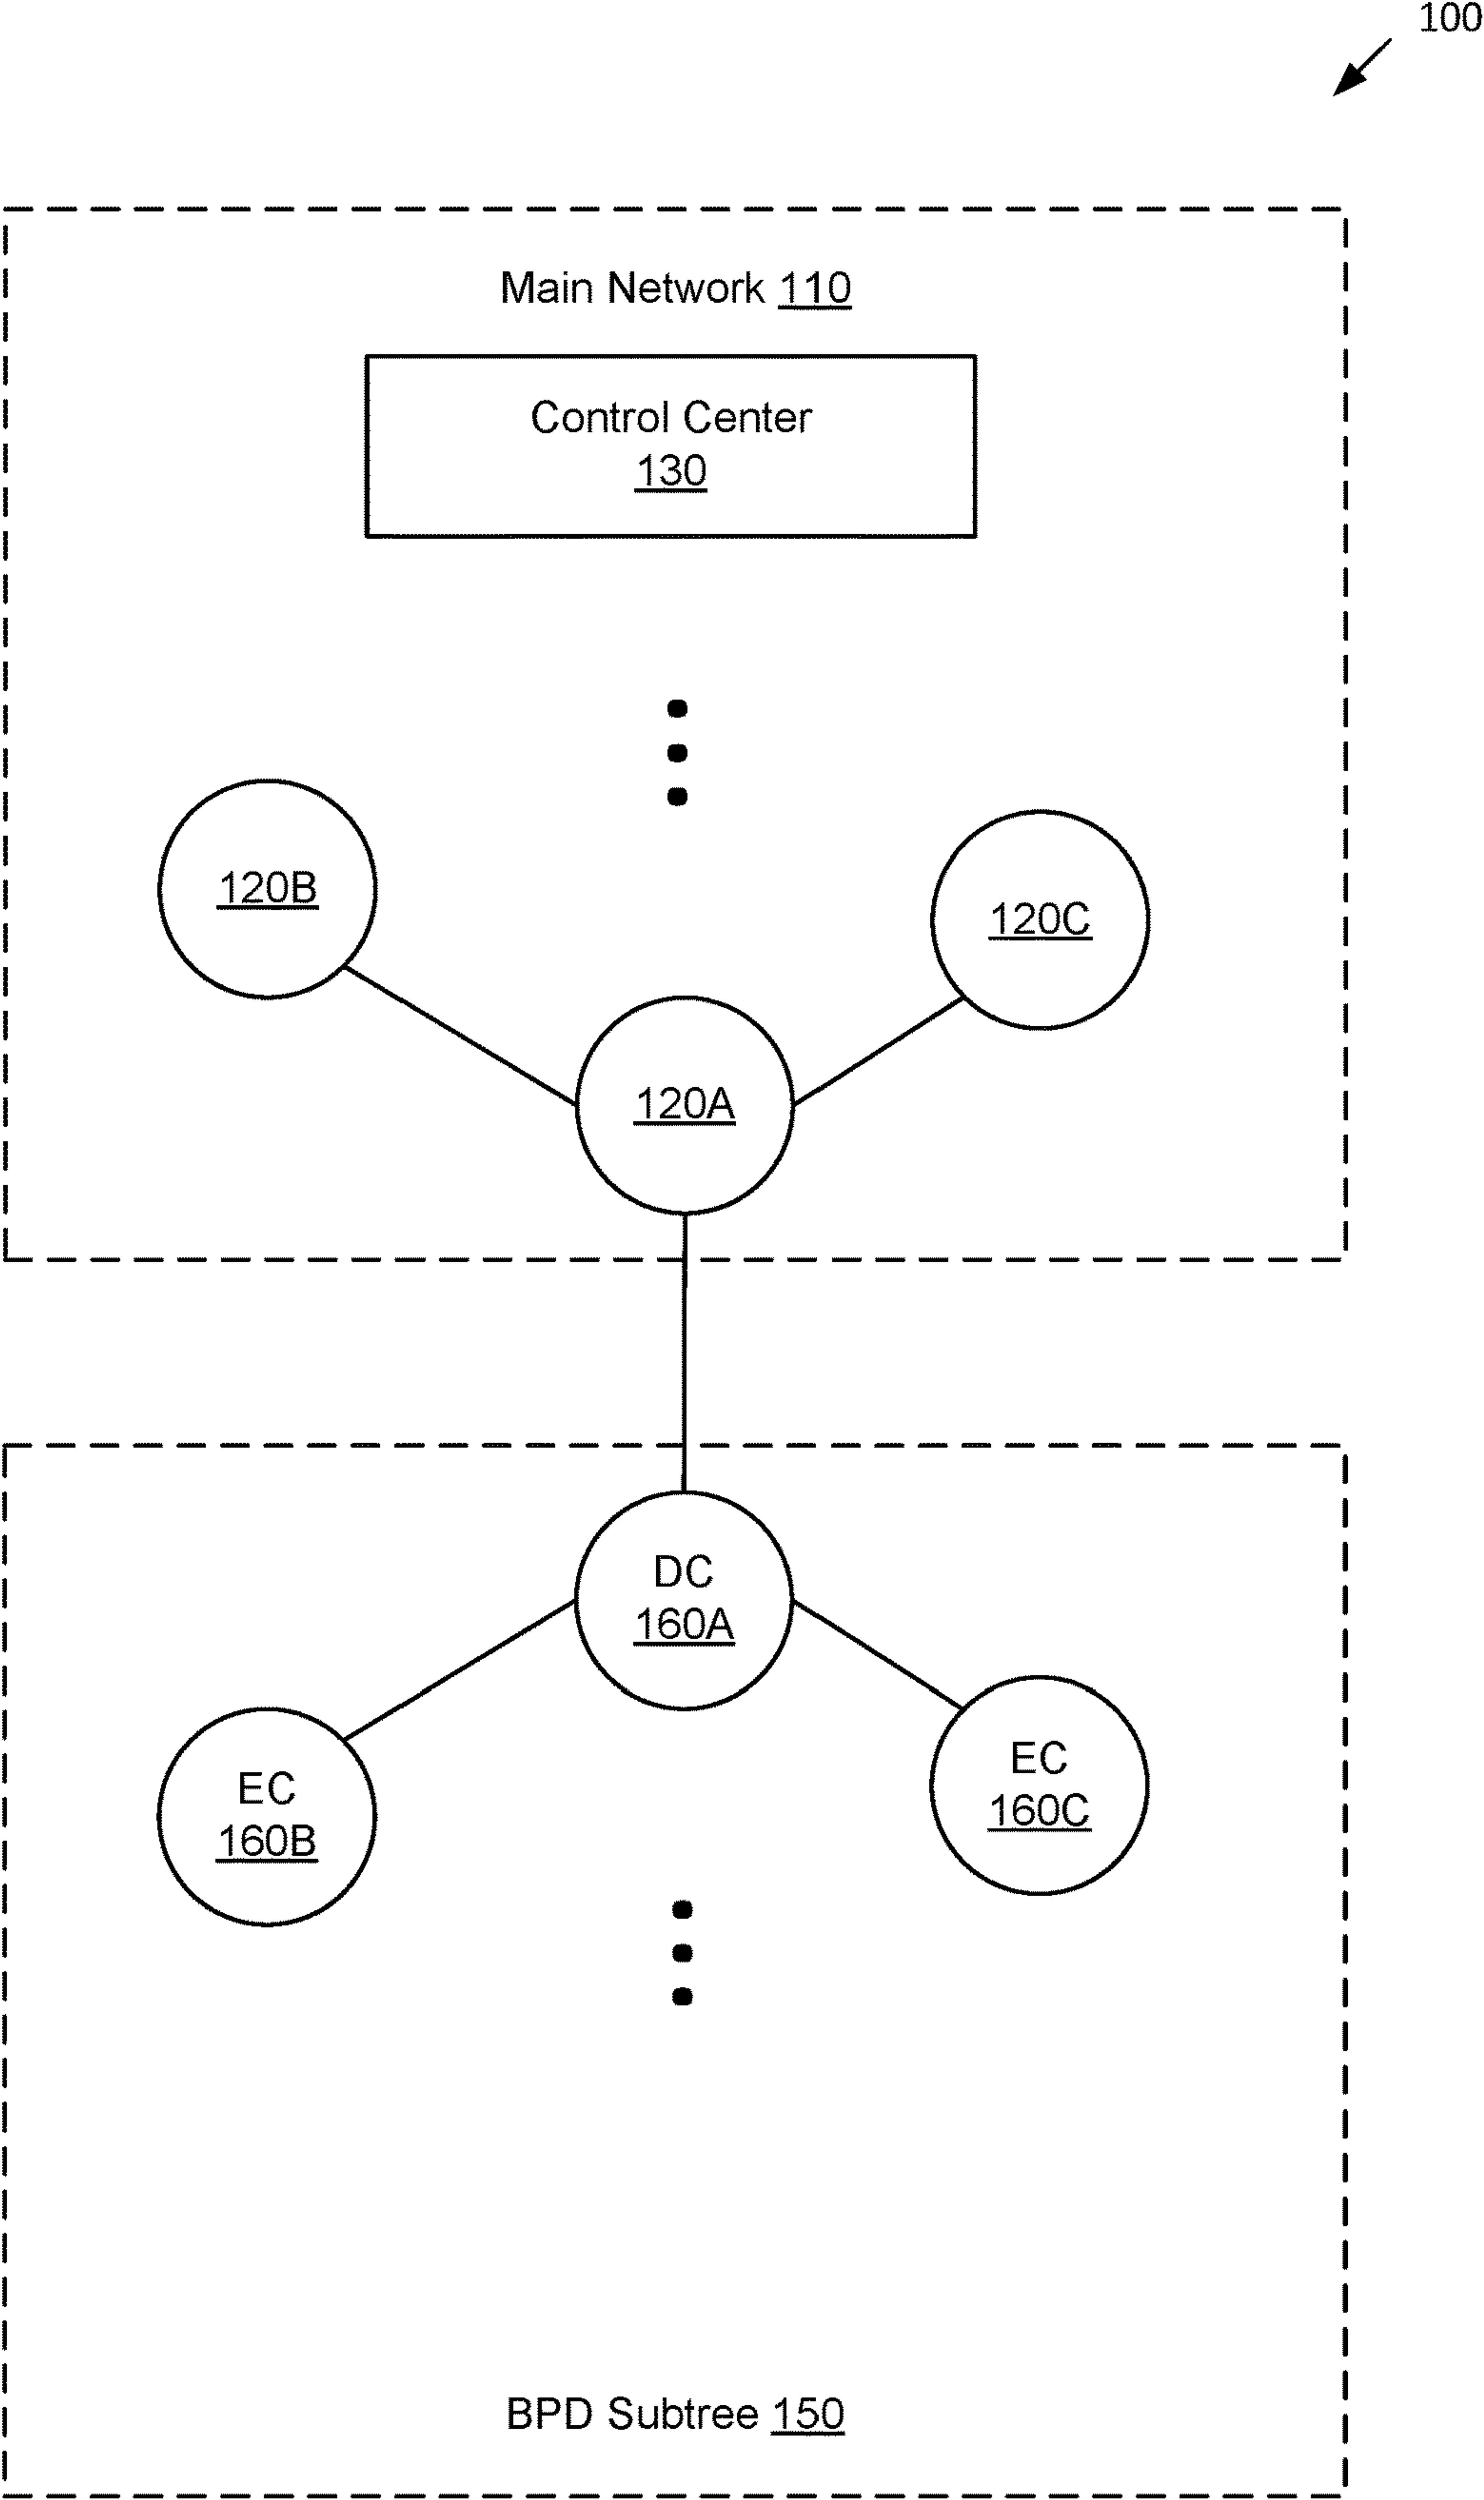 100
Main Network 110
Control Center
130
120B
120C
120A
DC
160A
EC
160B
EC
160C
BPD Subtree 150